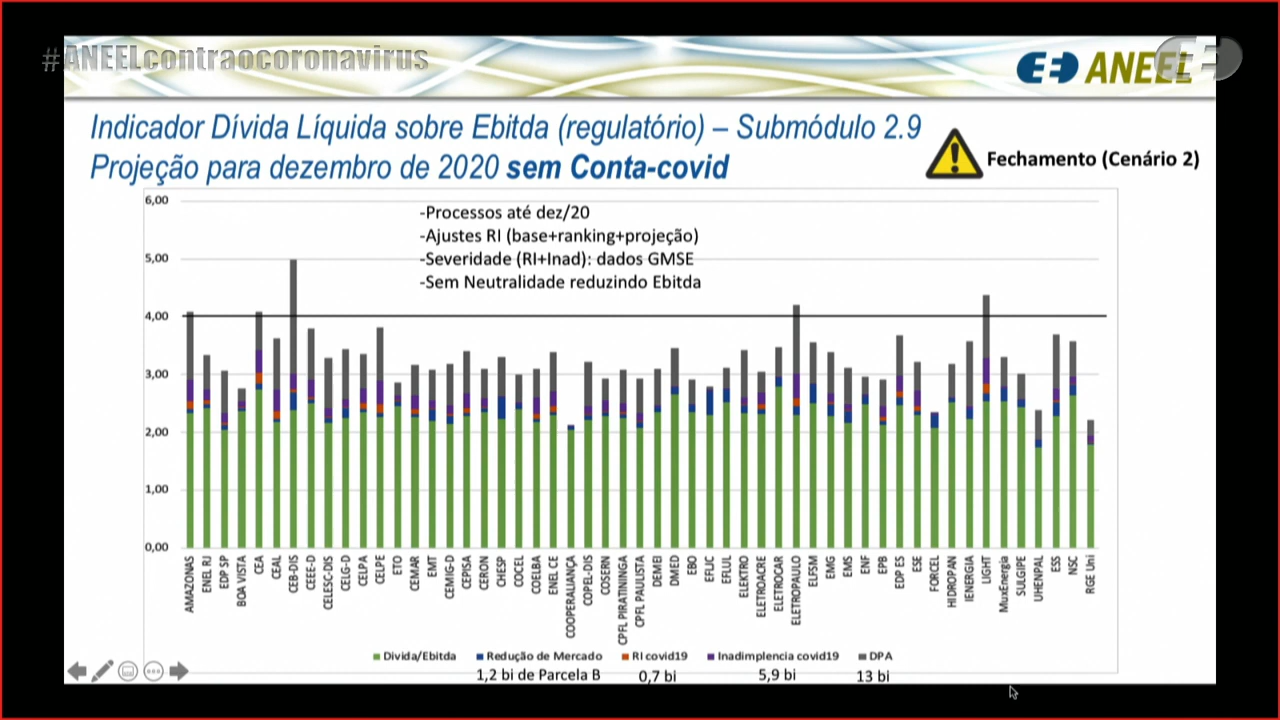 #ANEELcontraocoronavirus
ANEEL
Indicador Dívida Líquida sobre Ebitda (regulatório) – Submódulo 2.9
Projeção para dezembro de 2020 sem Conta-covid
Fechamento (Cenário 2)
-Processos até dez/20
-Ajustes RI (base+ranking+projeção)
-Severidade (RI+Inad): dados GMSE
-Sem Neutralidade reduzindo Ebitda
6,00
5,00
4,00
3,00
2,00
1,00
0,00
AMAZONAS
ENEL RJ
EDP SP
BOA VISTA
CEA
CEAL
CEB-DIS
CEEE-D
CELESC-DIS
CELG-D
CELPA
CELPE
ETO
CEMAR
EMT
CEMIG-D
CEPISA
CERON
CHESP
COCEL
COELBA
ENEL CE
COOPERALIANÇA
COPEL-DIS
COSERN
CPFL PIRATININGA
CPFL PAULISTA
DEMEI
DMED
EBO
EFLJC
EFLUL
ELEKTRO
ELETROACRE
ELETROCAR
ELETROPAULO
ELFSM
EMG
EMS
ENF
EPB
EDP ES
ESE
FORCEL
HIDROPAN
IENERGIA
LIGHT
MuxEnergia
SULGIPE
UHENPAL
ESS
NSC
RGE Uni
Divida/Ebitda Redução de Mercado RI covid19 Inadimplencia covid19 DPA
1,2 bi de Parcela B 0,7 bi 5,9 bi 13 bi